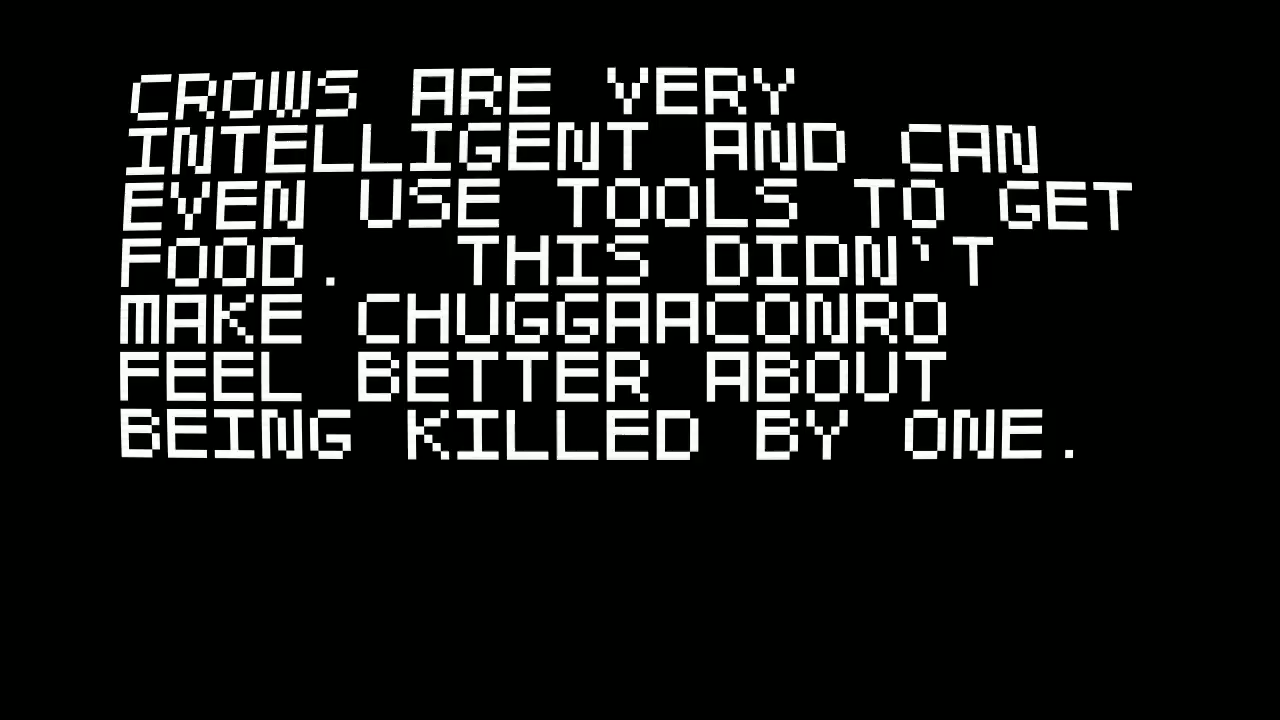 CROWS ARE VERY
INTELLIGENT AND CAN
EVEN USE TOOLS TO GET
FOOD.  THIS DIDN'T
MAKE CHUGGAACONRO
FEEL BETTER ABOUT
BEING KILLED BY ONE.